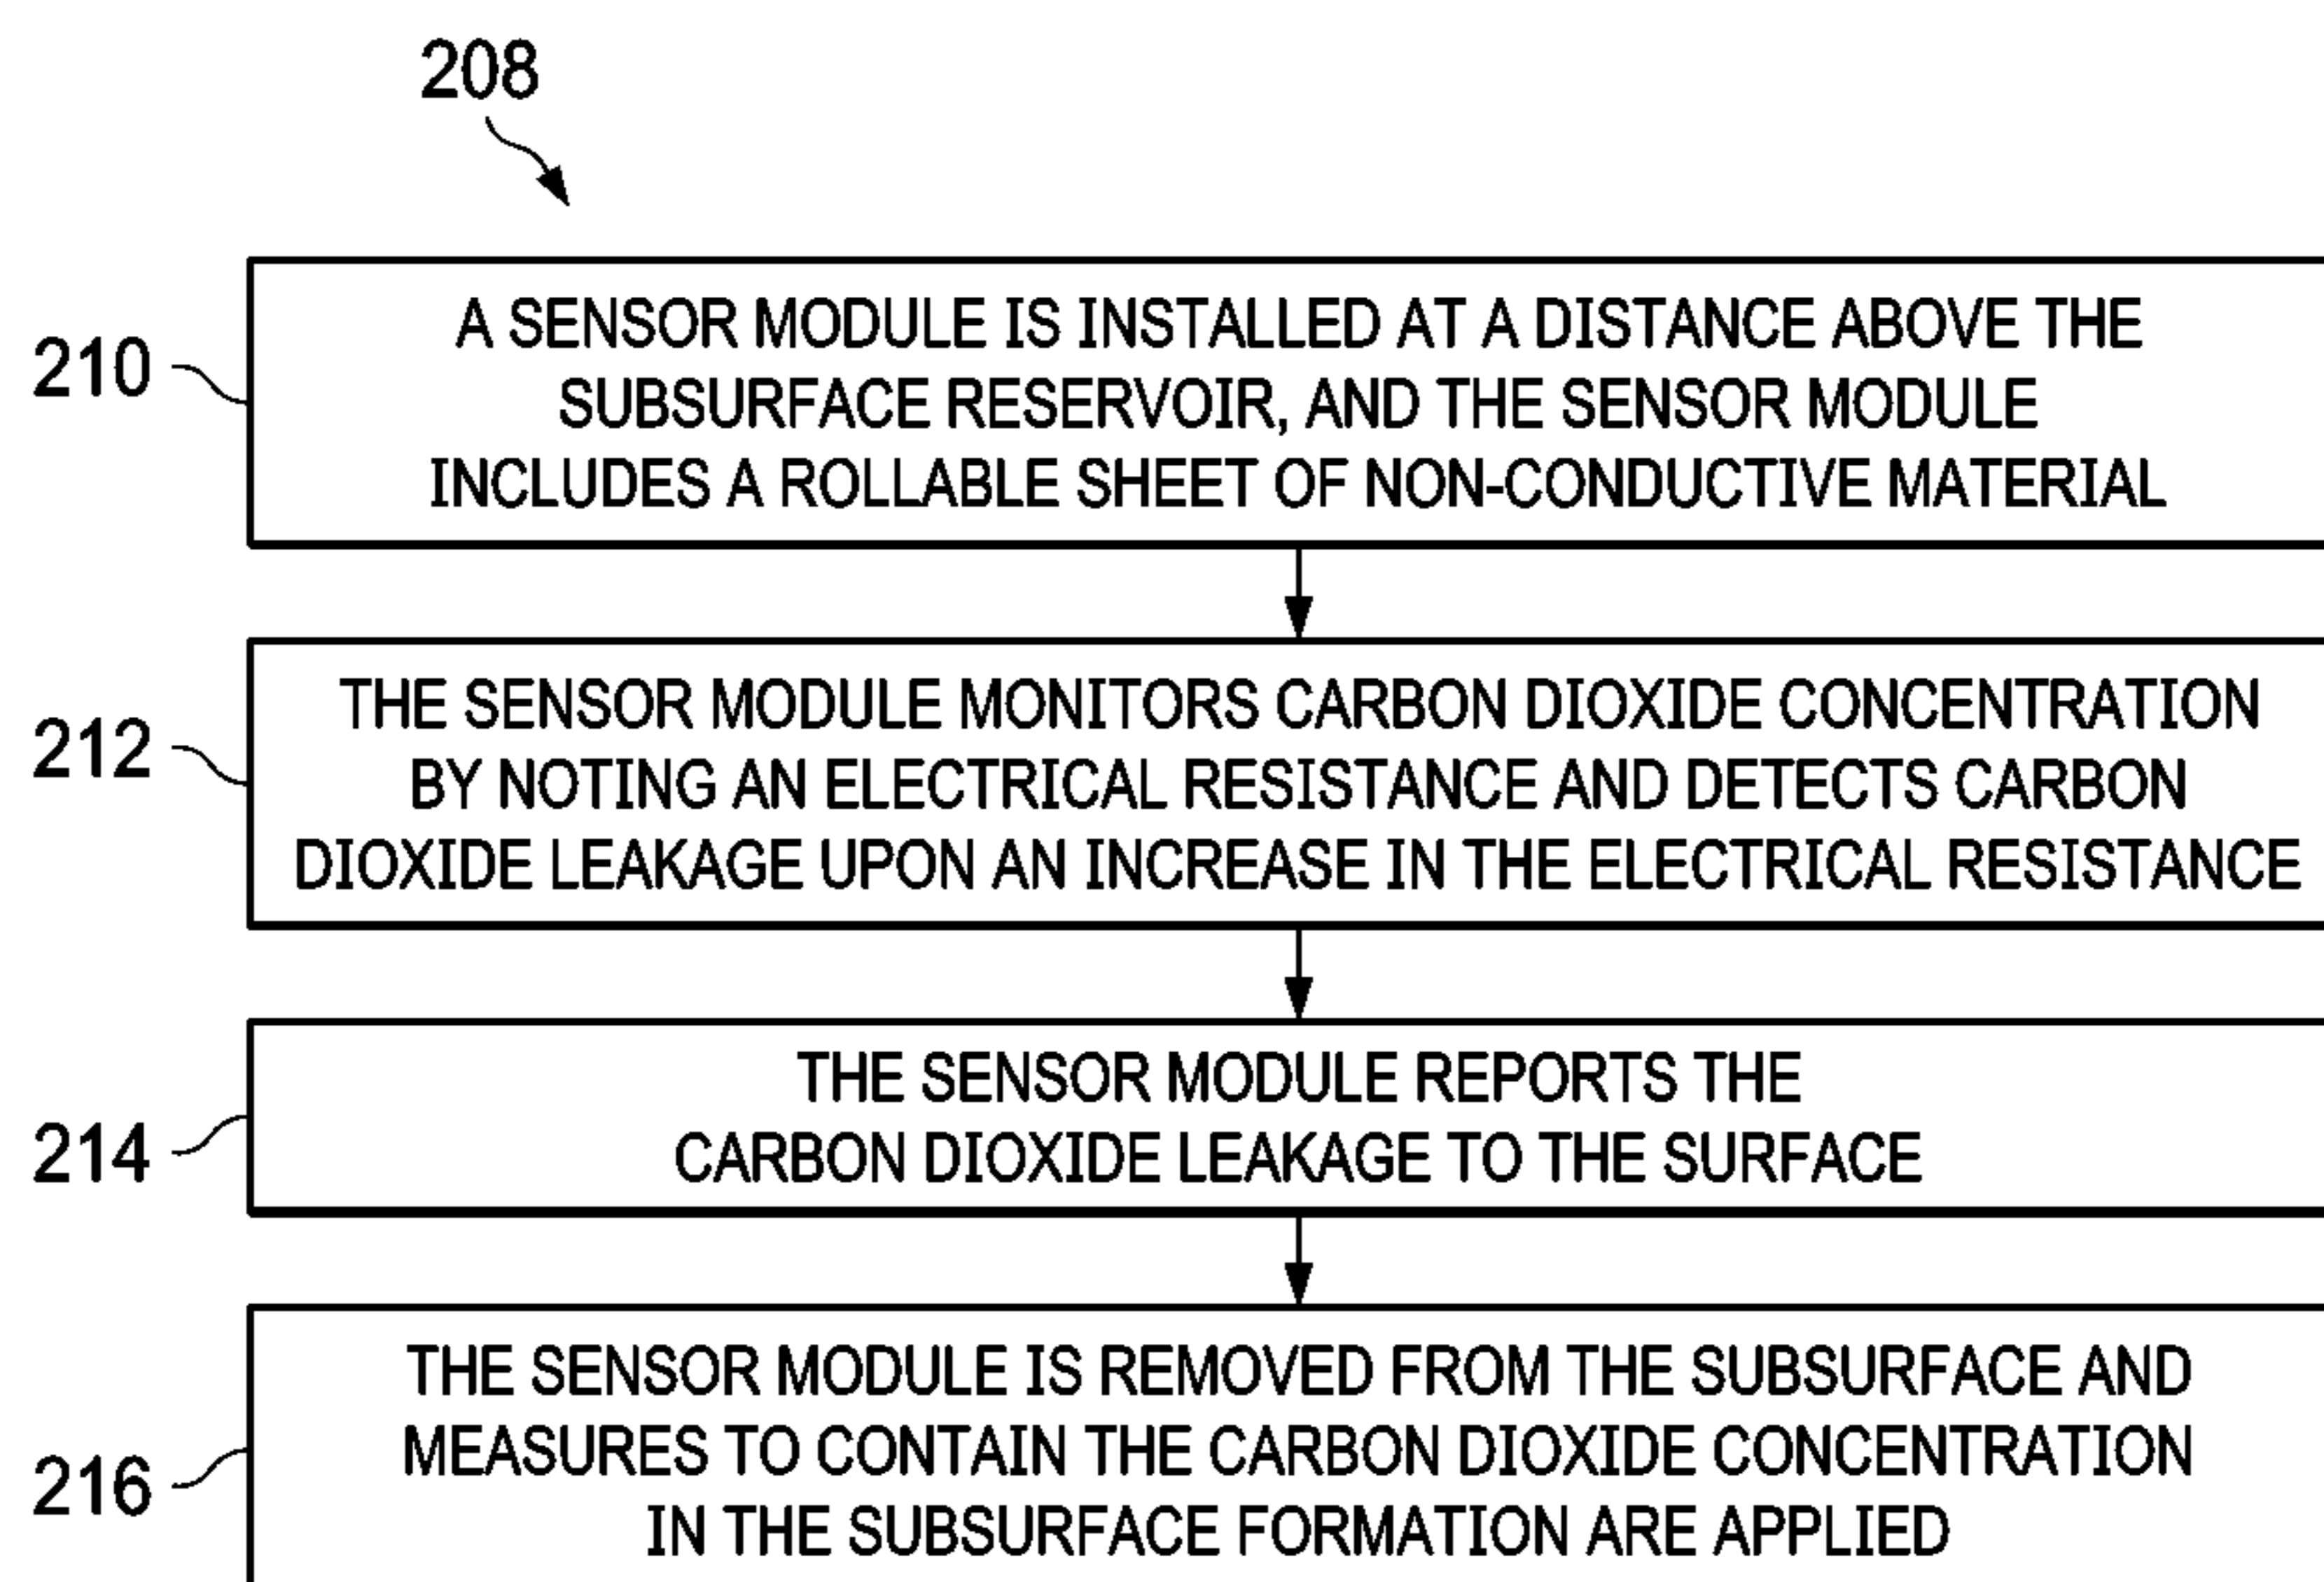 208
210
A SENSOR MODULE IS INSTALLED AT A DISTANCE ABOVE THE
SUBSURFACE RESERVOIR, AND THE SENSOR MODULE
INCLUDES A ROLLABLE SHEET OF NON-CONDUCTIVE MATERIAL
212
THE SENSOR MODULE MONITORS CARBON DIOXIDE CONCENTRATION
BY NOTING AN ELECTRICAL RESISTANCE AND DETECTS CARBON
DIOXIDE LEAKAGE UPON AN INCREASE IN THE ELECTRICAL RESISTANCE
214
THE SENSOR MODULE REPORTS THE
CARBON DIOXIDE LEAKAGE TO THE SURFACE
216
THE SENSOR MODULE IS REMOVED FROM THE SUBSURFACE AND
MEASURES TO CONTAIN THE CARBON DIOXIDE CONCENTRATION
IN THE SUBSURFACE FORMATION ARE APPLIED